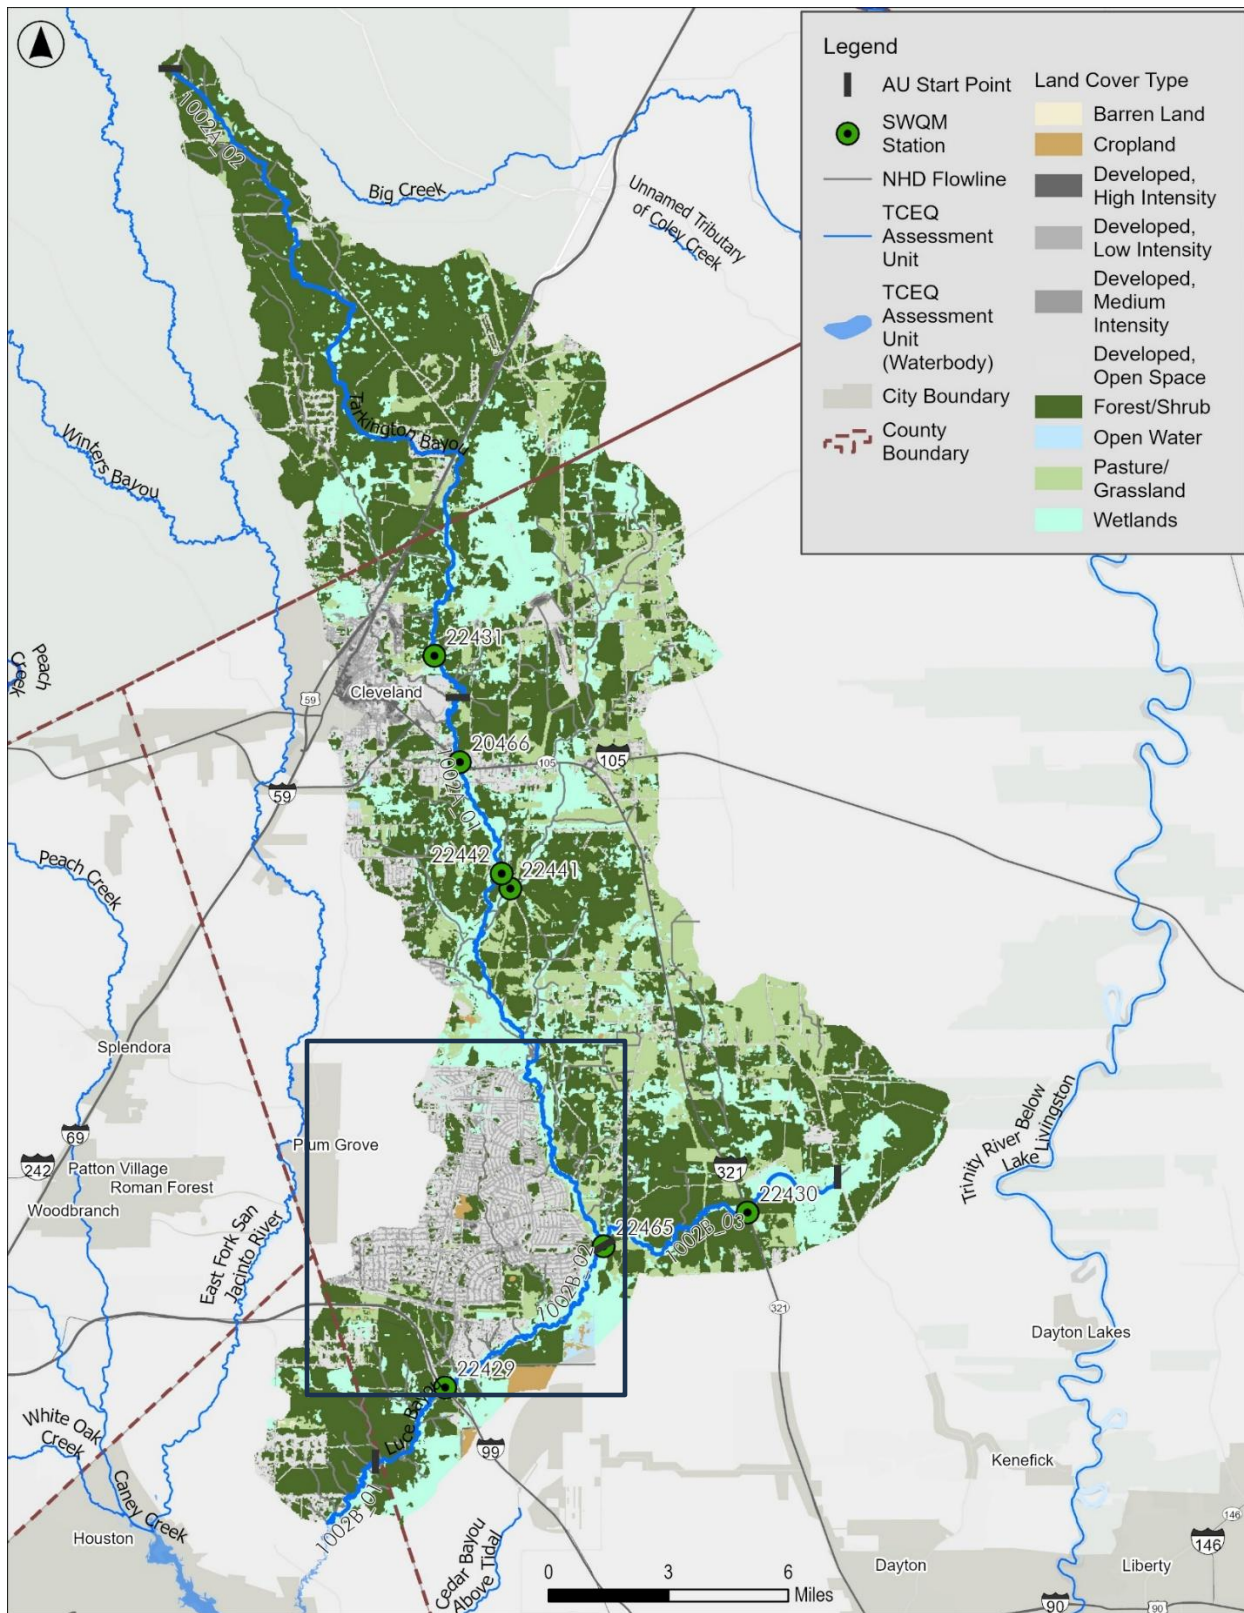 Legend
AU Start Point
SWQM
Station
NHD Flowline
TCEQ
Assessment
Unit
TCEQ
Assessment
Unit
(Waterbody)
City Boundary
County
Boundary
Land Cover Type
Barren Land
Cropland
Developed,
High Intensity
Developed,
Low Intensity
Developed,
Medium
Intensity
Developed,
Open Space
Forest/Shrub
Open Water
Pasture/
Grassland
Wetlands
1002A_02
Big Creek
Unnamed Tributary
of Coley Creek
Tarkington Bayou
Winters Bayou
Peach
Creek
22431
59
Cleveland
20466
105
105
59
1002A_01
22442
22441
Peach Creek
Splendora
69
242
Patton Village
Roman Forest
Woodbranch
Plum Grove
East Fork San
Jacinto River
Trinity River Below
Lake Livingston
321
22430
22465
1002B_03
1002B_02
321
Dayton Lakes
22429
Luce Bayou
99
White Oak
Creek
Caney Creek
Houston
1002B_01
Cedar Bayou
Above Tidal
Kenefick
Dayton
Liberty
146
146
90
90
0
3
6
Miles